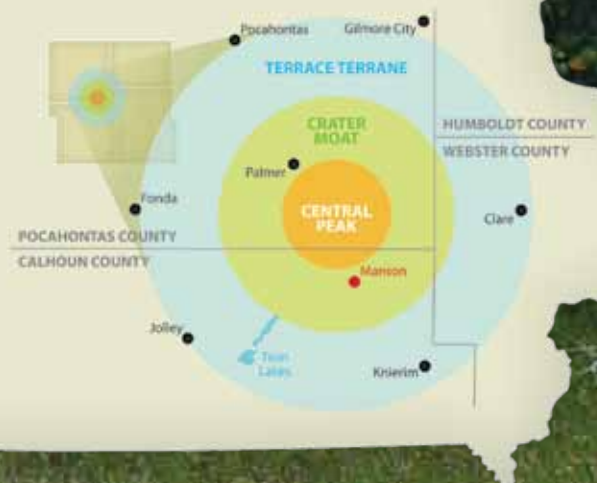 Pocahontas
Gilmore City
TERRACE TERRANE
CRATER
MOAT
HUMBOLDT COUNTY
WEBSTER COUNTY
Palmer
Fonda
CENTRAL
PEAK
Clare
POCAHONTAS COUNTY
CALHOUN COUNTY
Manson
Jolley
Twin
Lakes
Knierim